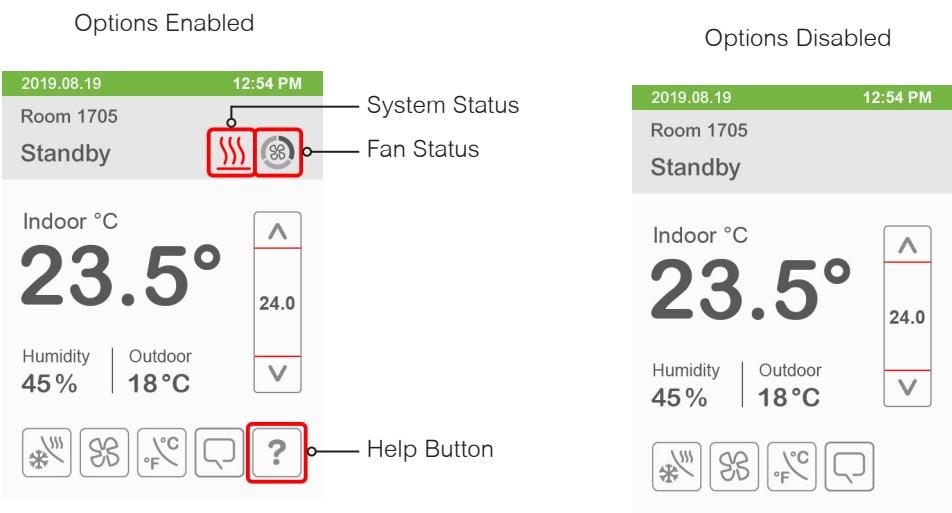 Options Enabled
2019.08.19 12:54 PM
Room 1705
Standby
System Status
Fan Status
Indoor °C
23.5°
24.0
Humidity Outdoor
45% 18°C
°C
°F
?
Help Button
Options Disabled
2019.08.19 12:54 PM
Room 1705
Standby
Indoor °C
23.5°
24.0
Humidity Outdoor
45% 18°C
°C
°F